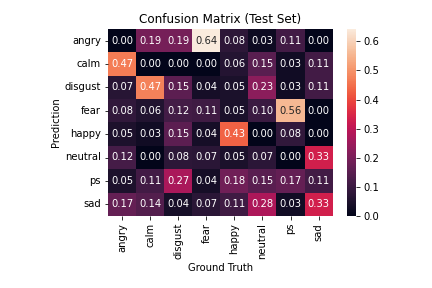 Confusion Matrix (Test Set)
angry 0.00 0.19 0.19 0.64 0.08 0.03 0.11 0.00
calm 0.47 0.00 0.00 0.00 0.06 0.15 0.03 0.11
disgust 0.07 0.47 0.15 0.04 0.05 0.23 0.03 0.11
fear 0.08 0.06 0.12 0.11 0.05 0.10 0.56 0.00
happy 0.05 0.03 0.15 0.04 0.43 0.00 0.08 0.00
neutral 0.12 0.00 0.08 0.07 0.05 0.07 0.00 0.33
ps 0.05 0.11 0.27 0.04 0.18 0.15 0.17 0.11
sad 0.17 0.14 0.04 0.07 0.11 0.28 0.03 0.33
angry calm disgust fear happy neutral ps sad
Ground Truth
Prediction
0.6
0.5
0.4
0.3
0.2
0.1
0.0